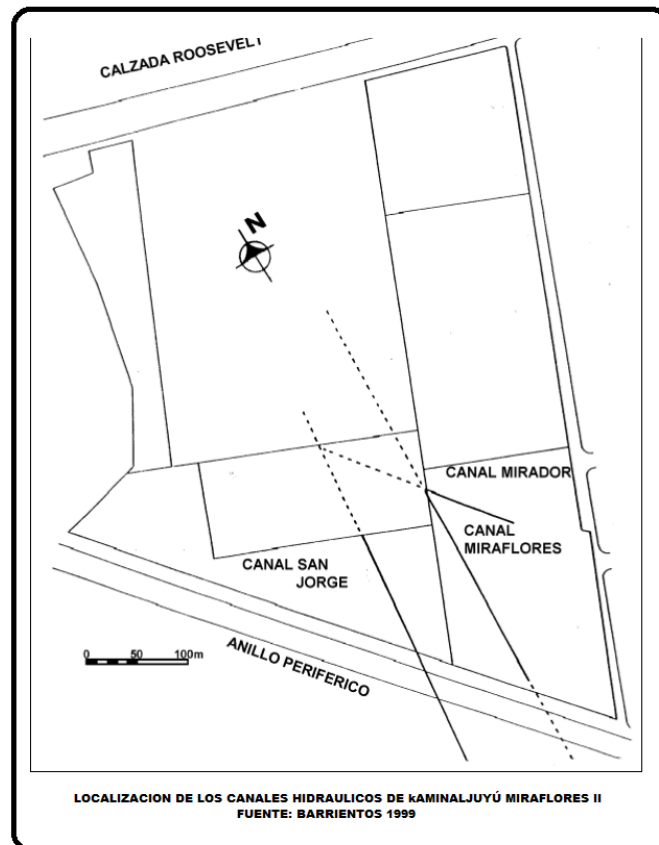 CALZADA ROOSEVELT
N
CANAL MIRADOR
CANAL
MIRAFLORES
CANAL SAN
JORGE
0 50 100m
ANILLO PERIFERICO
LOCALIZACION DE LOS CANALES HIDRAULICOS DE kAMINALJUYÚ MIRAFLORES II
FUENTE: BARRIENTOS 1999